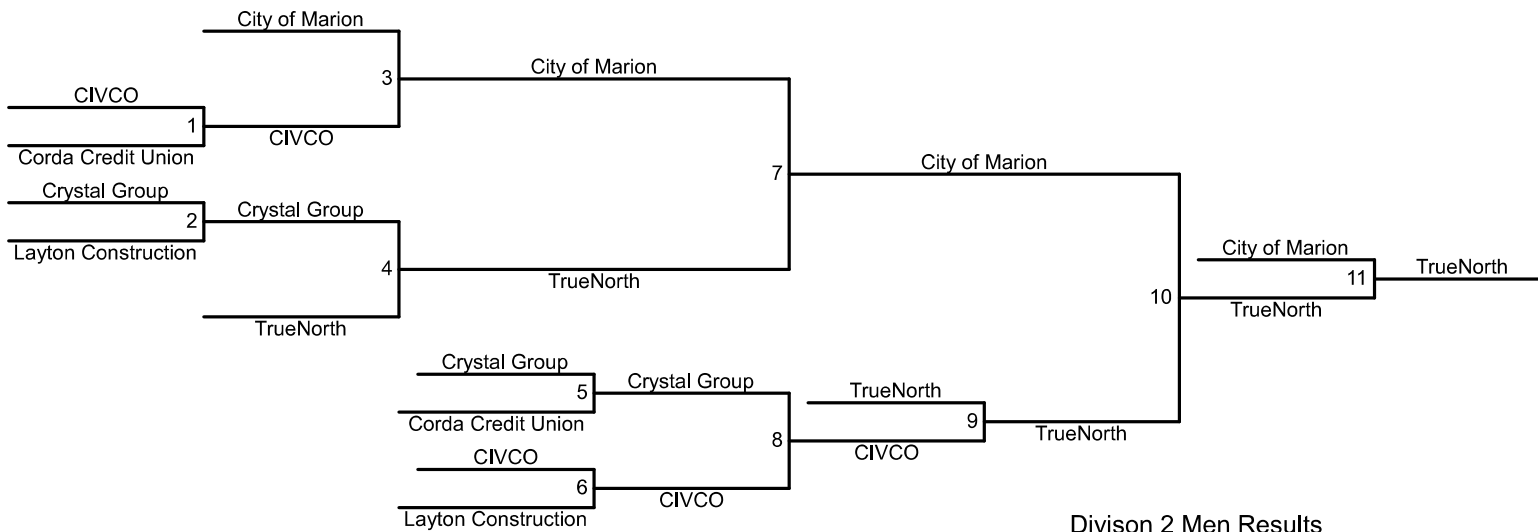 City of Marion
3
City of Marion
CIVCO
1
CIVCO
Corda Credit Union
7
City of Marion
Crystal Group
2
Crystal Group
Layton Construction
4
TrueNorth
TrueNorth
City of Marion
11
TrueNorth
10
TrueNorth
Crystal Group
5
Crystal Group
Corda Credit Union
TrueNorth
9
TrueNorth
8
CIVCO
CIVCO
6
CIVCO
Layton Construction
Divison 2 Men Results